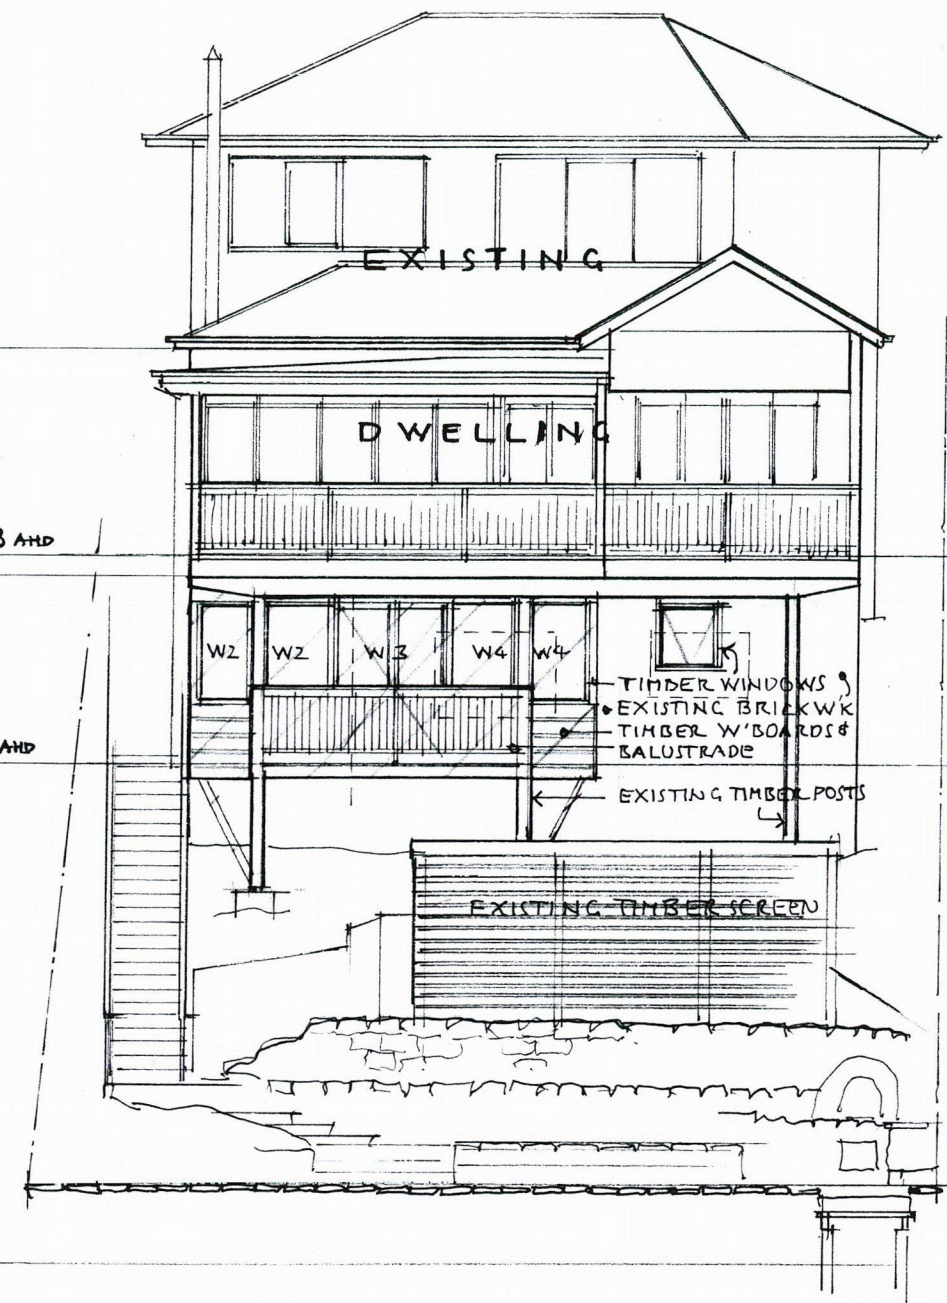 EXISTING
DWELLING
AHD
W2 W2 W3 W4 W4
TIMBER WINDOWS,
EXISTING BRICKWK
TIMBER W'BOARDS &
BALUSTRADE
AHD
EXISTING TIMBER POSTS
EXISTING TIMBER SCREEN